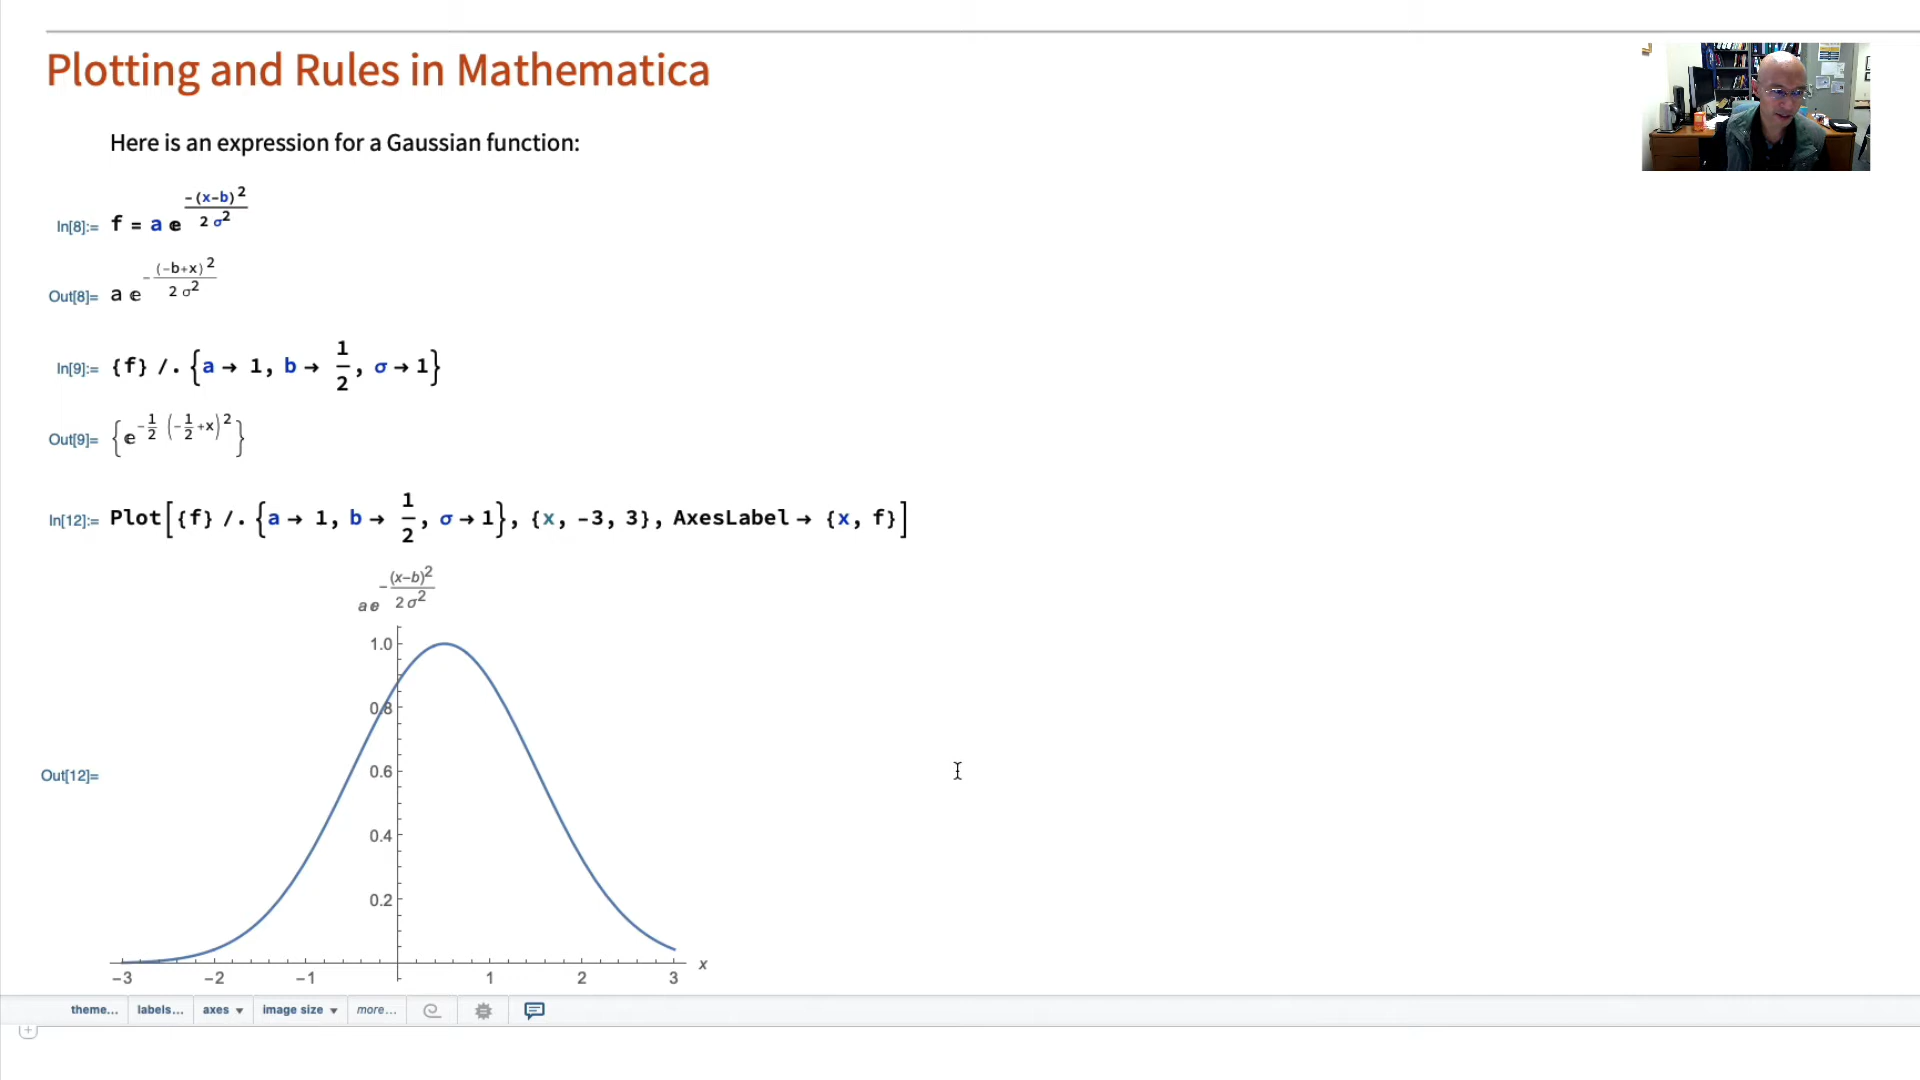 Plotting and Rules in Mathematica
Here is an expression for a Gaussian function:
In[8]:= f = a ⅇ^(-(x-b)^2/(2 σ^2))
Out[8]= a ⅇ^(-(-b+x)^2/(2 σ^2))
In[9]:= {f} /. {a → 1, b → 1/2, σ → 1}
Out[9]= {ⅇ^(-1/2 (-1/2+x)^2)}
In[12]:= Plot[{f} /. {a → 1, b → 1/2, σ → 1}, {x, -3, 3}, AxesLabel → {x, f}]
a ⅇ^(-(x-b)^2/(2 σ^2))
1.0
0.8
Out[12]=
0.6
0.4
0.2
-3 -2 -1 1 2 3 x
theme... labels... axes image size more...